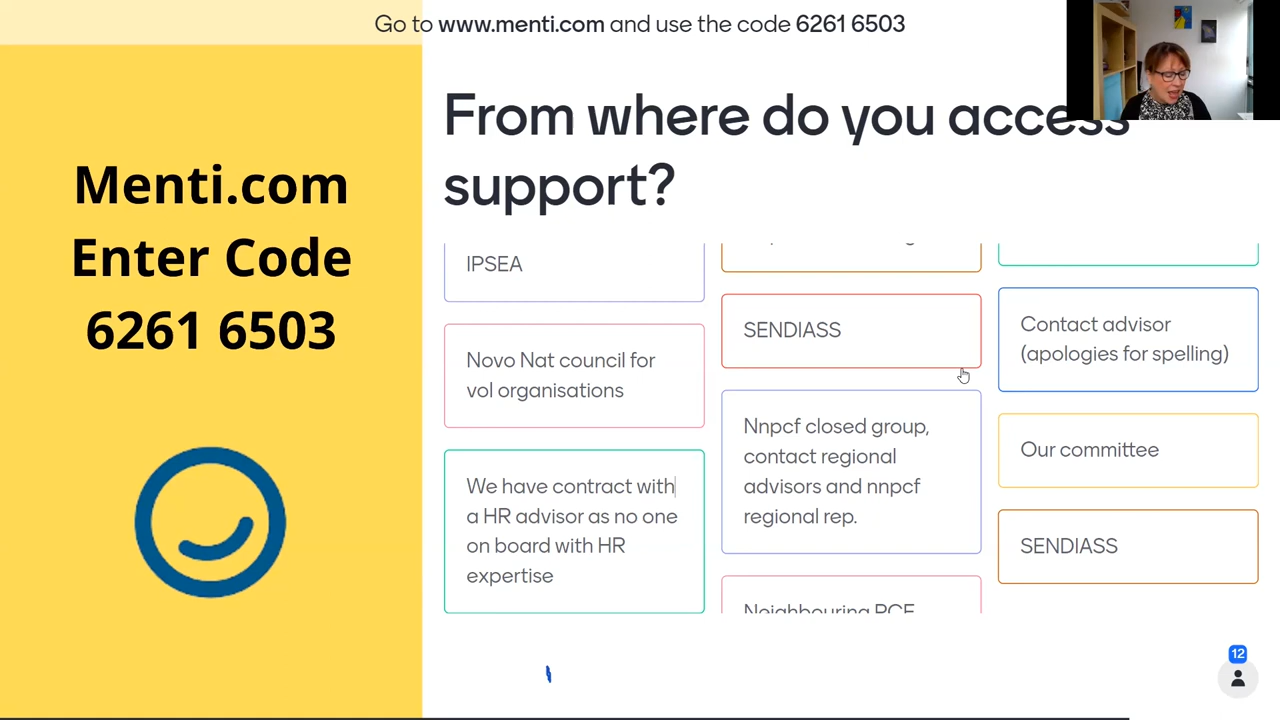 Go to www.menti.com and use the code 6261 6503
Menti.com
Enter Code
6261 6503
From where do you access
support?
IPSEA
Novo Nat council for
vol organisations
We have contract with
a HR advisor as no one
on board with HR
expertise
SENDIASS
Nnpcf closed group,
contact regional
advisors and nnpcf
regional rep.
Neighbouring PCF
Contact advisor
(apologies for spelling)
Our committee
SENDIASS
12